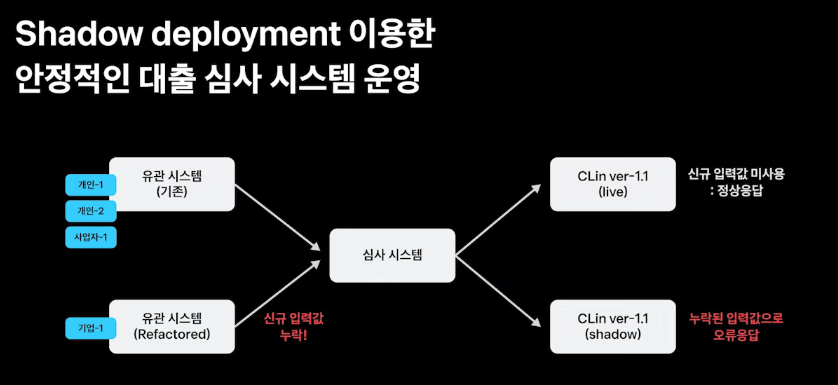 Shadow deployment 이용한
안정적인 대출 심사 시스템 운영
개인-1
개인-2
사업자-1
유관 시스템
(기존)
CLin ver-1.1
(live)
신규 입력값 미사용
: 정상응답
심사 시스템
기업-1
유관 시스템
(Refactored)
신규 입력값
누락!
CLin ver-1.1
(shadow)
누락된 입력값으로
오류응답